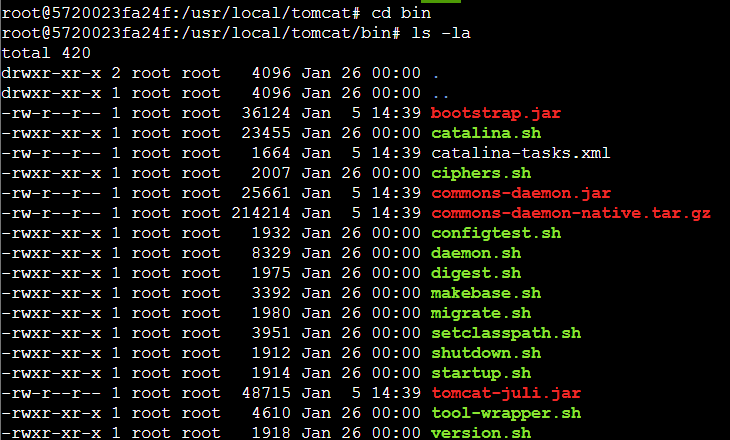 root@5720023fa24f:/usr/local/tomcat# cd bin
root@5720023fa24f:/usr/local/tomcat/bin# ls -la
total 420
drwxr-xr-x 2 root root   4096 Jan 26 00:00 .
drwxr-xr-x 1 root root   4096 Jan 26 00:00 ..
-rw-r--r-- 1 root root  36124 Jan  5 14:39 bootstrap.jar
-rwxr-xr-x 1 root root  23455 Jan 26 00:00 catalina.sh
-rw-r--r-- 1 root root   1664 Jan  5 14:39 catalina-tasks.xml
-rwxr-xr-x 1 root root   2007 Jan 26 00:00 ciphers.sh
-rw-r--r-- 1 root root  25661 Jan  5 14:39 commons-daemon.jar
-rw-r--r-- 1 root root 214214 Jan  5 14:39 commons-daemon-native.tar.gz
-rwxr-xr-x 1 root root   1932 Jan 26 00:00 configtest.sh
-rwxr-xr-x 1 root root   8329 Jan 26 00:00 daemon.sh
-rwxr-xr-x 1 root root   1975 Jan 26 00:00 digest.sh
-rwxr-xr-x 1 root root   3392 Jan 26 00:00 makebase.sh
-rwxr-xr-x 1 root root   1980 Jan 26 00:00 migrate.sh
-rwxr-xr-x 1 root root   3951 Jan 26 00:00 setclasspath.sh
-rwxr-xr-x 1 root root   1912 Jan 26 00:00 shutdown.sh
-rwxr-xr-x 1 root root   1914 Jan 26 00:00 startup.sh
-rw-r--r-- 1 root root  48715 Jan  5 14:39 tomcat-juli.jar
-rwxr-xr-x 1 root root   4610 Jan 26 00:00 tool-wrapper.sh
-rwxr-xr-x 1 root root   1918 Jan 26 00:00 version.sh